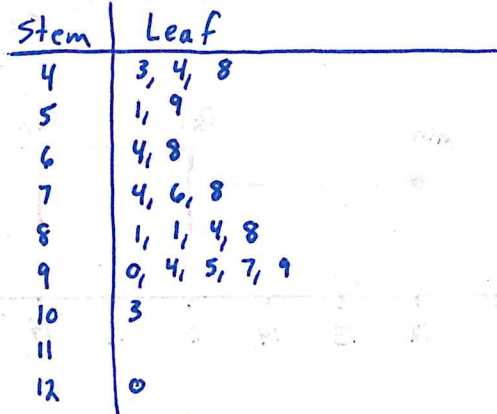 Stem Leaf
4 3, 4, 8
5 1, 9
6 4, 8
7 4, 6, 8
8 1, 1, 4, 8
9 0, 4, 5, 7, 9
10 3
11
12 0